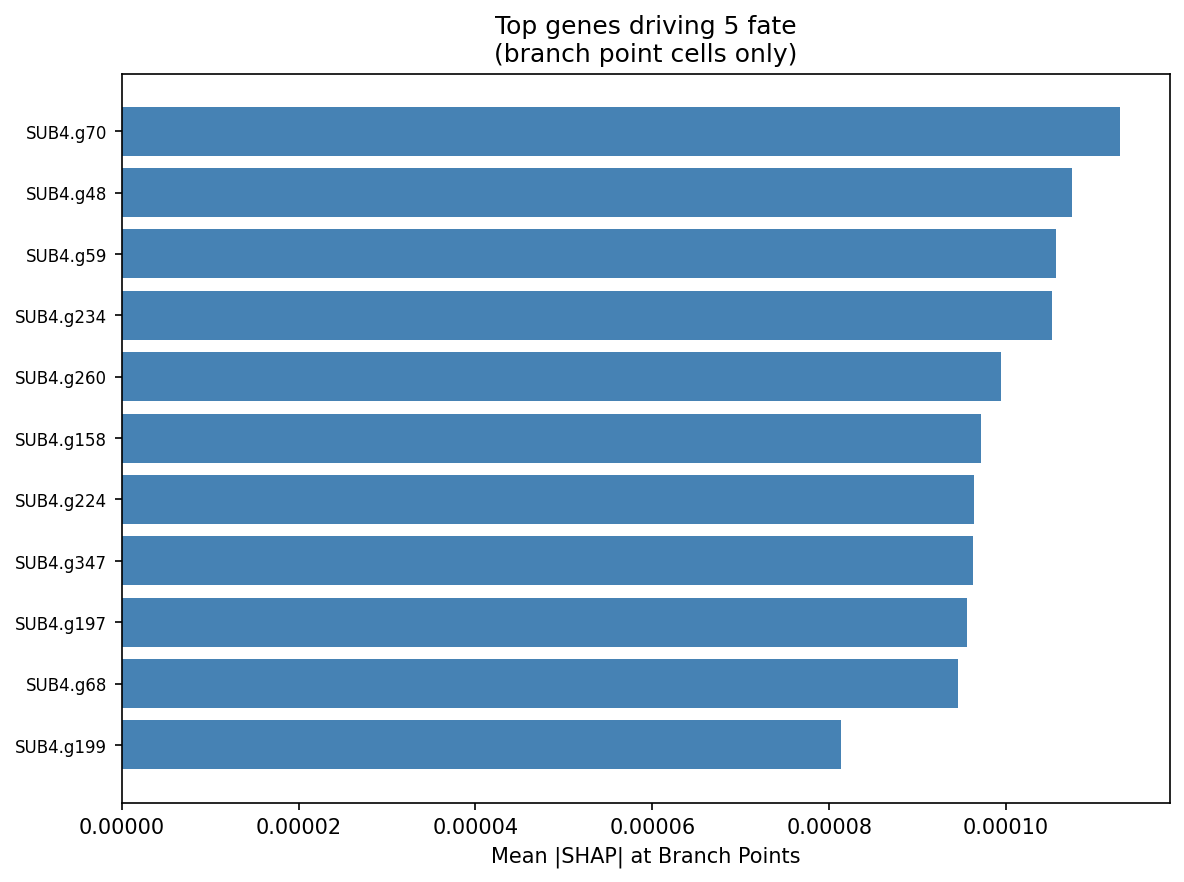 Top genes driving 5 fate
(branch point cells only)
SUB4.g70
SUB4.g48
SUB4.g59
SUB4.g234
SUB4.g260
SUB4.g158
SUB4.g224
SUB4.g347
SUB4.g197
SUB4.g68
SUB4.g199
0.00000 0.00002 0.00004 0.00006 0.00008 0.00010
Mean |SHAP| at Branch Points